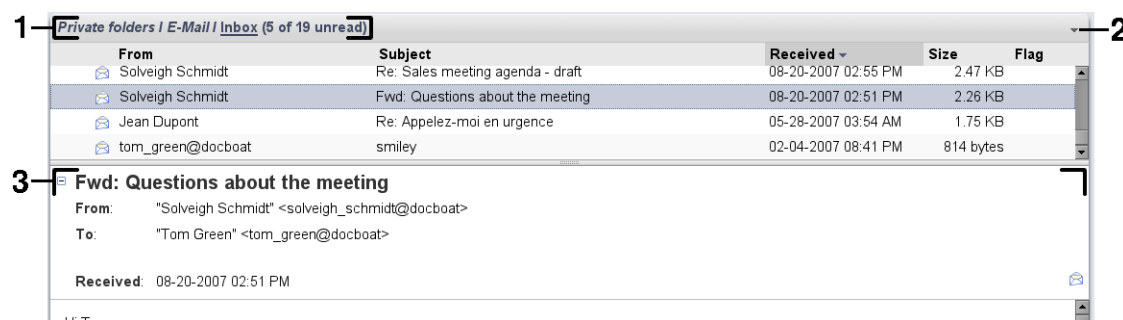 1 Private folders / E-Mail / Inbox (5 of 19 unread) 2
From Subject Received Size Flag
Solveigh Schmidt Re: Sales meeting agenda - draft 08-20-2007 02:55 PM 2.47 KB
Solveigh Schmidt Fwd: Questions about the meeting 08-20-2007 02:51 PM 2.26 KB
Jean Dupont Re: Appelez-moi en urgence 05-28-2007 03:54 AM 1.75 KB
tom_green@docboat smiley 02-04-2007 08:41 PM 814 bytes
3 Fwd: Questions about the meeting
From: "Solveigh Schmidt" <solveigh_schmidt@docboat>
To: "Tom Green" <tom_green@docboat>
Received: 08-20-2007 02:51 PM